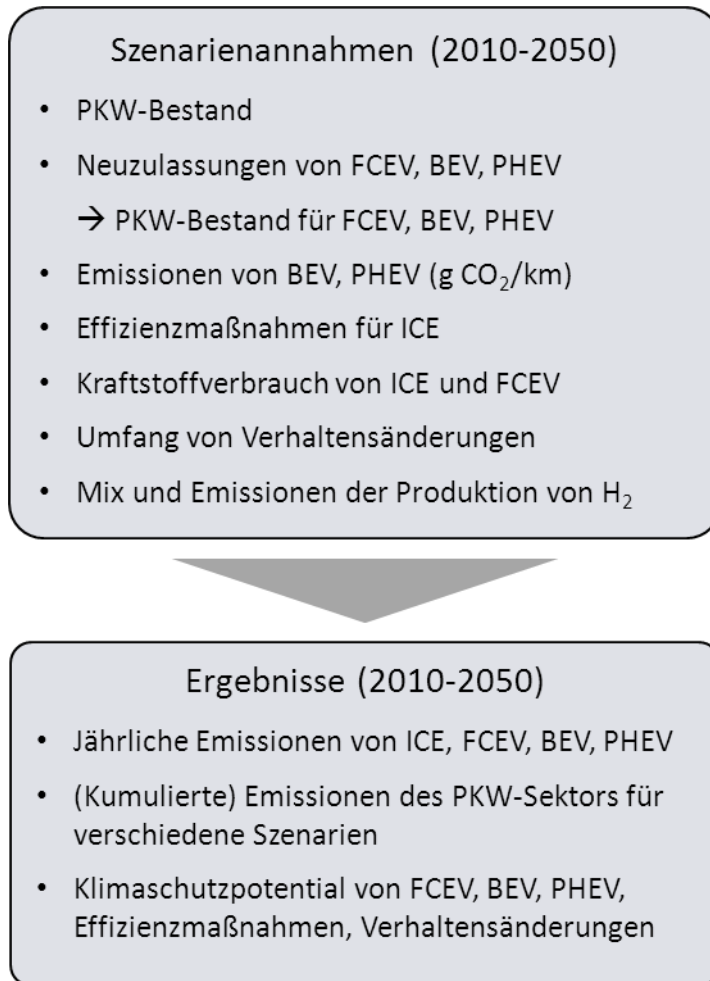 Szenarienannahmen (2010-2050)
• PKW-Bestand
• Neuzulassungen von FCEV, BEV, PHEV
→ PKW-Bestand für FCEV, BEV, PHEV
• Emissionen von BEV, PHEV (g CO₂/km)
• Effizienzmaßnahmen für ICE
• Kraftstoffverbrauch von ICE und FCEV
• Umfang von Verhaltensänderungen
• Mix und Emissionen der Produktion von H₂
Ergebnisse (2010-2050)
• Jährliche Emissionen von ICE, FCEV, BEV, PHEV
• (Kumulierte) Emissionen des PKW-Sektors für
verschiedene Szenarien
• Klimaschutzpotential von FCEV, BEV, PHEV,
Effizienzmaßnahmen, Verhaltensänderungen